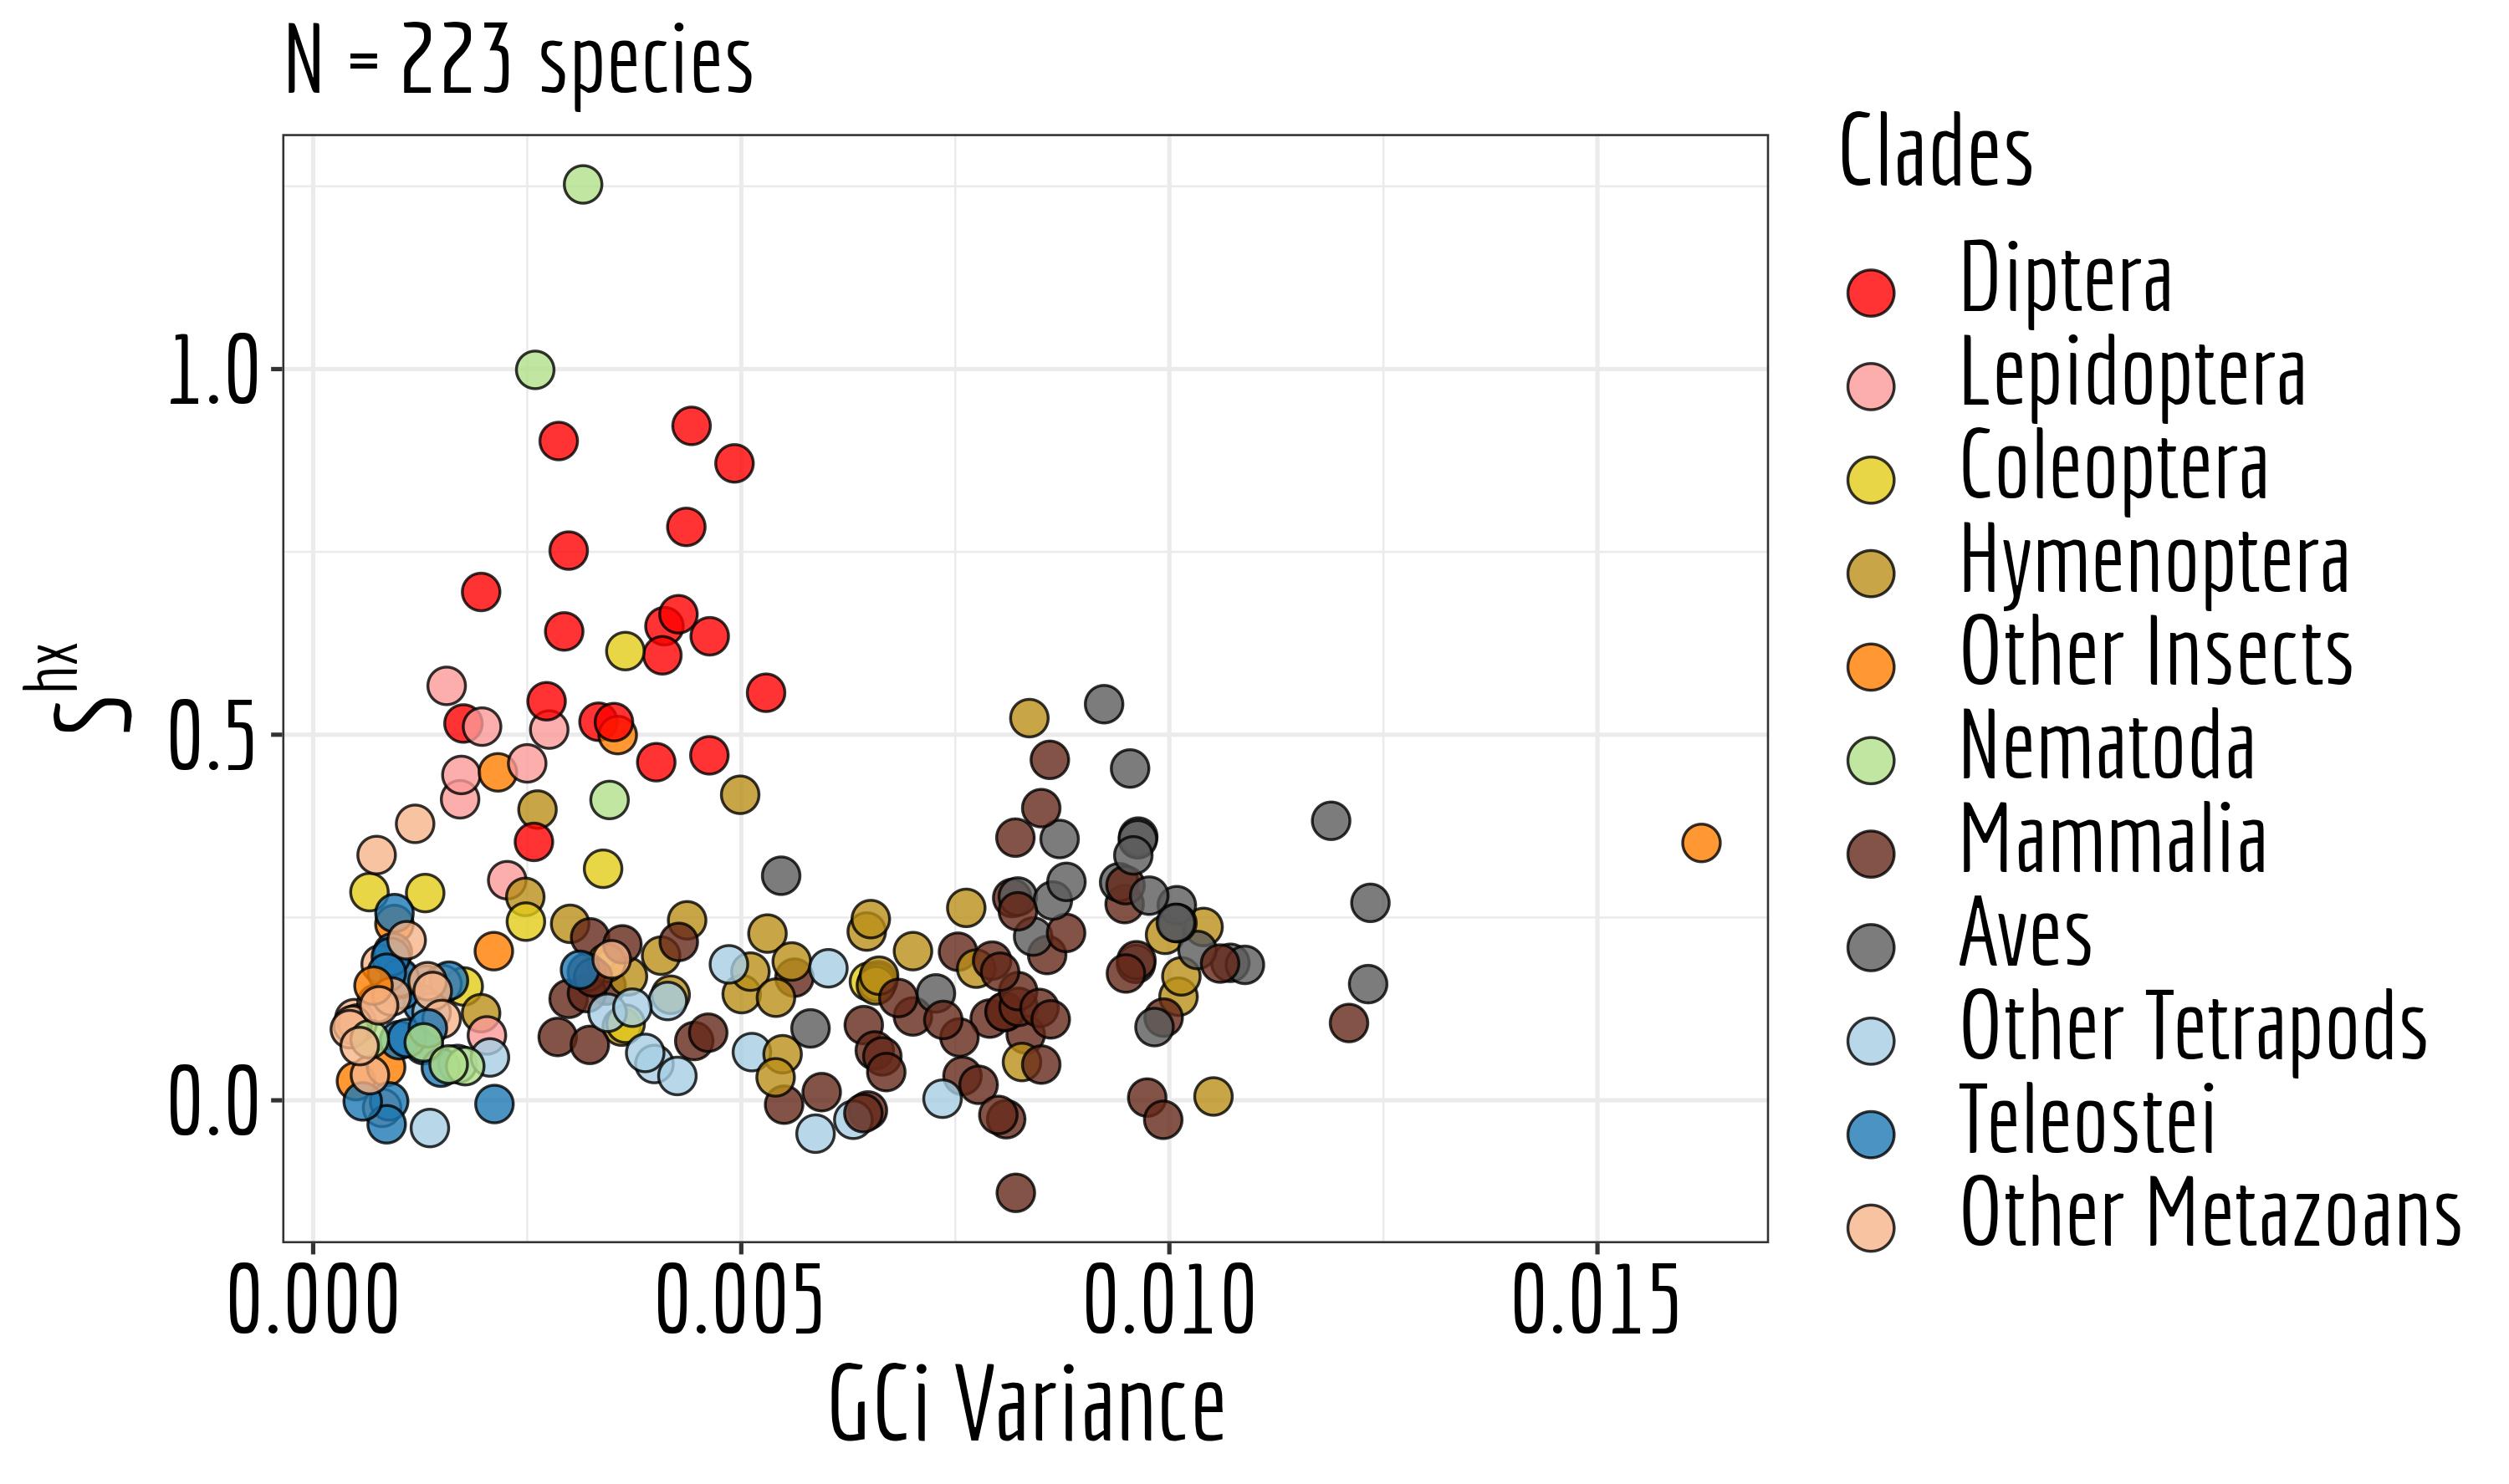 N = 223 species
S hx
1.0
0.5
0.0
0.000 0.005 0.010 0.015
GCi Variance
Clades
Diptera
Lepidoptera
Coleoptera
Hymenoptera
Other Insects
Nematoda
Mammalia
Aves
Other Tetrapods
Teleostei
Other Metazoans